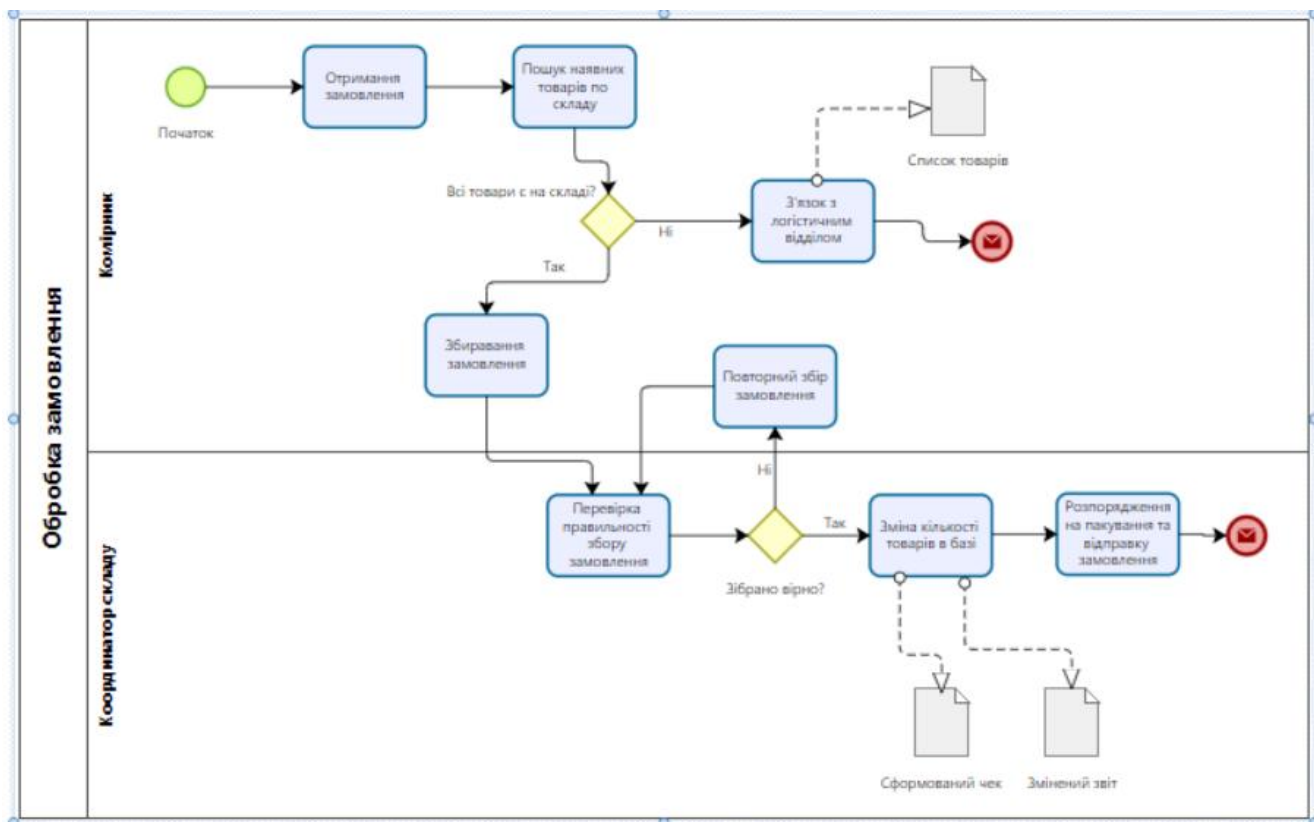 Обробка замовлення
Комірник
Початок
Отримання
замовлення
Пошук наявних
товарів по
складу
Всі товари є на складі?
Ні
Так
З'язок з
логістичним
відділом
Список товарів
Збиравання
замовлення
Повторний збір
замовлення
Координатор складу
Перевірка
правильності
збору
замовлення
Зібрано вірно?
Ні
Так
Зміна кількості
товарів в базі
Розпорядження
на пакування та
відправку
замовлення
Сформований чек
Змінений звіт